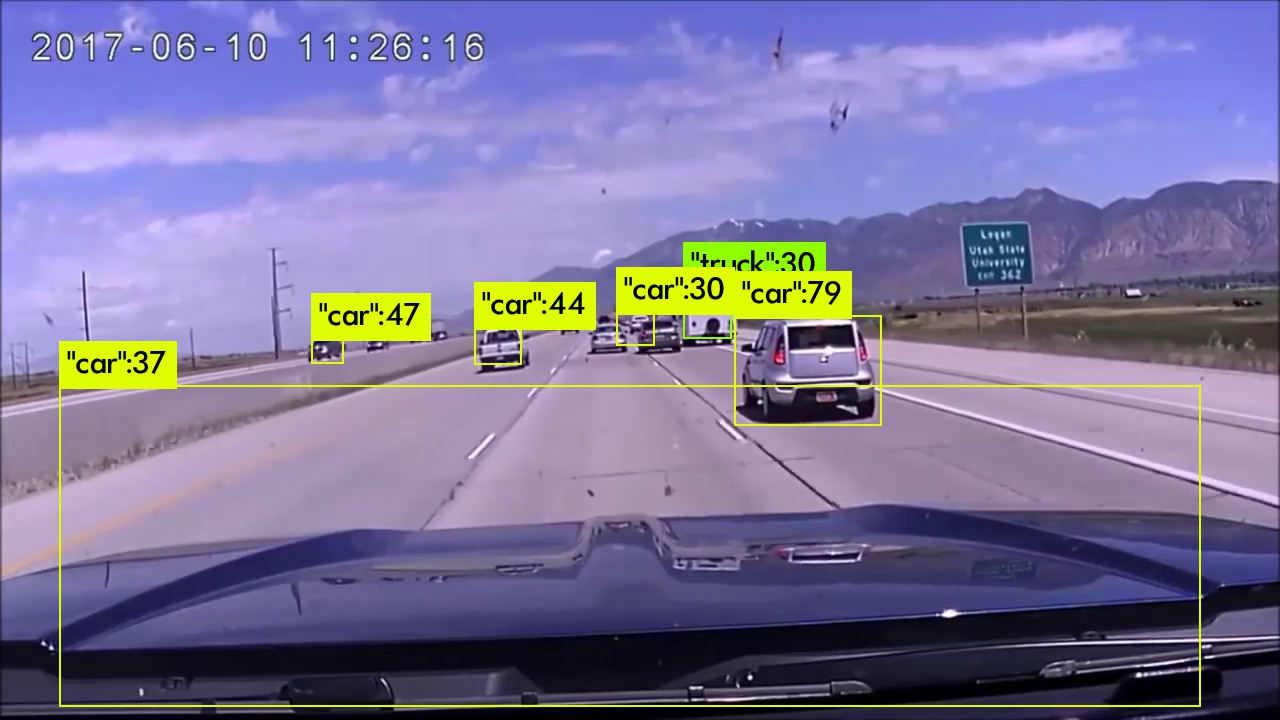 2017-06-10 11:26:16
"truck":30
"car":30
"car":79
"car":44
"car":47
"car":37
Logan
Utah State
University
EXIT 362